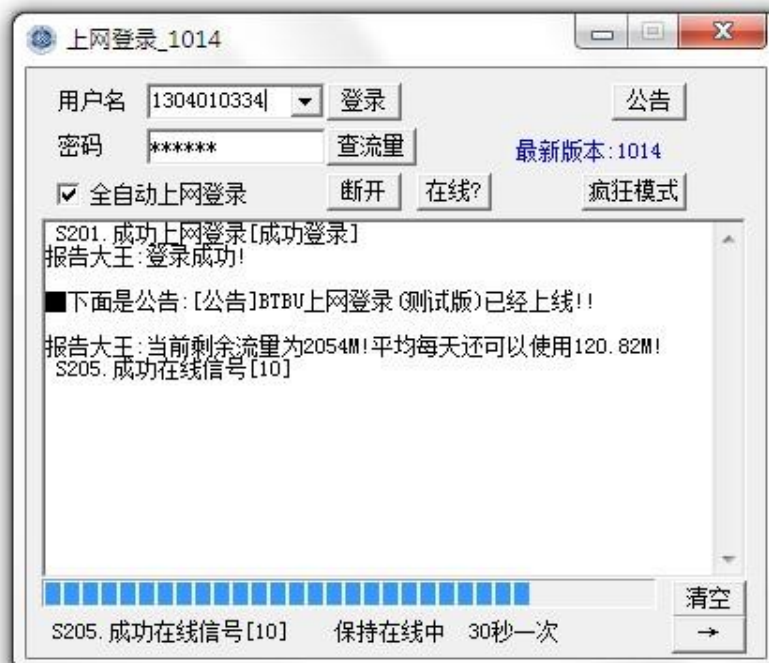 上网登录_1014
用户名 1304010334 登录 公告
密码 ****** 查流量 最新版本:1014
全自动上网登录 断开 在线? 疯狂模式
S201.成功上网登录[成功登录]
报告大王:登录成功!
■下面是公告:[公告]BTBU上网登录(测试版)已经上线!!
报告大王:当前剩余流量为2054M!平均每天还可以使用120.82M!
S205.成功在线信号[10]
清空
S205.成功在线信号[10] 保持在线中 30秒一次 →